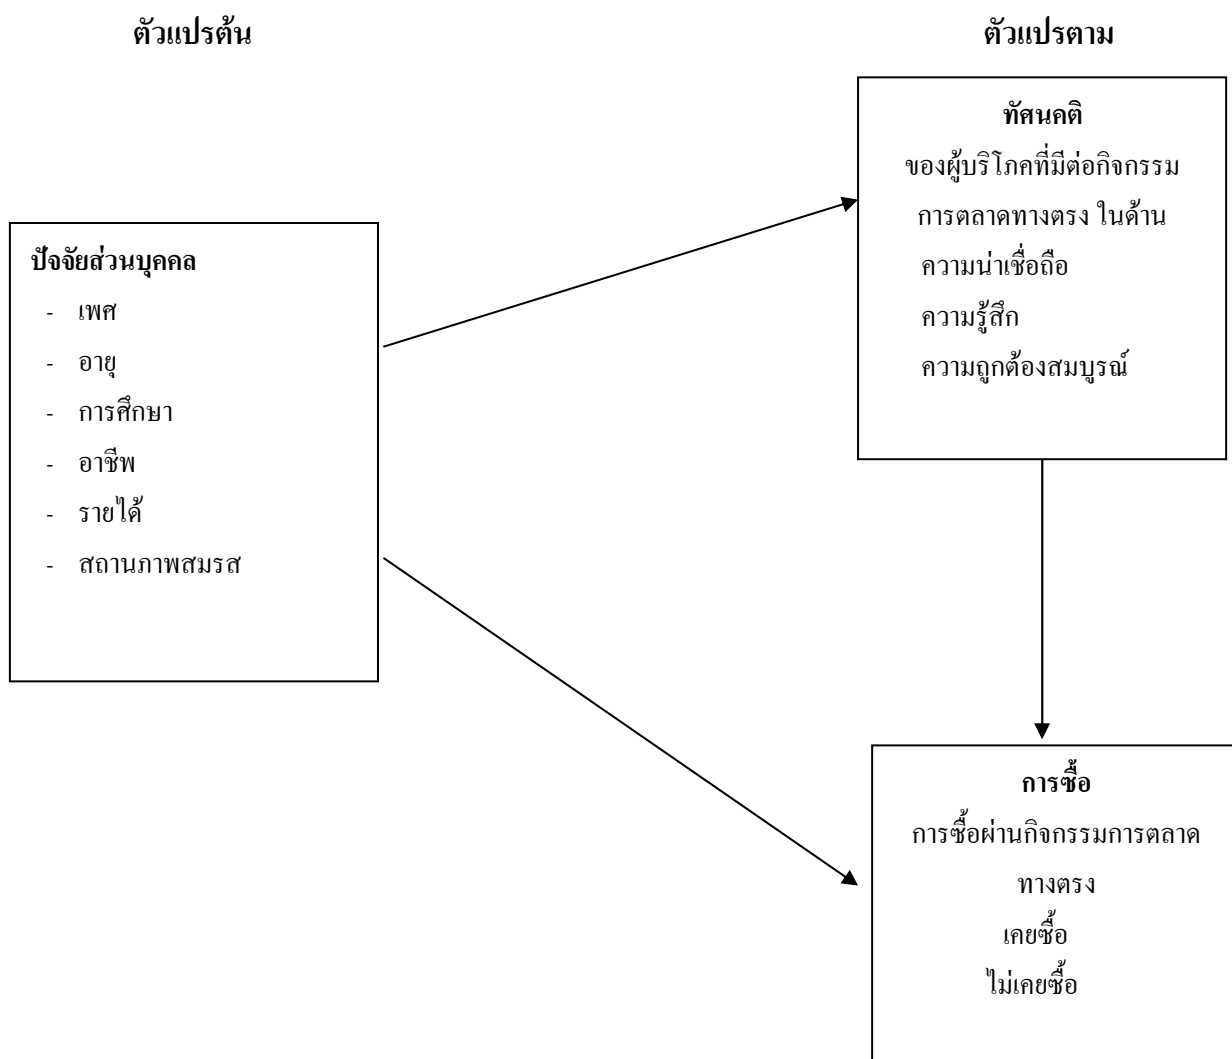 ตัวแปรต้น
ตัวแปรตาม
ปัจจัยส่วนบุคคล
- เพศ
- อายุ
- การศึกษา
- อาชีพ
- รายได้
- สถานภาพสมรส
ทัศนคติ
ของผู้บริโภคที่มีต่อกิจกรรม
การตลาดทางตรง ในด้าน
ความน่าเชื่อถือ
ความรู้สึก
ความถูกต้องสมบูรณ์
การซื้อ
การซื้อผ่านกิจกรรมการตลาด
ทางตรง
เคยซื้อ
ไม่เคยซื้อ